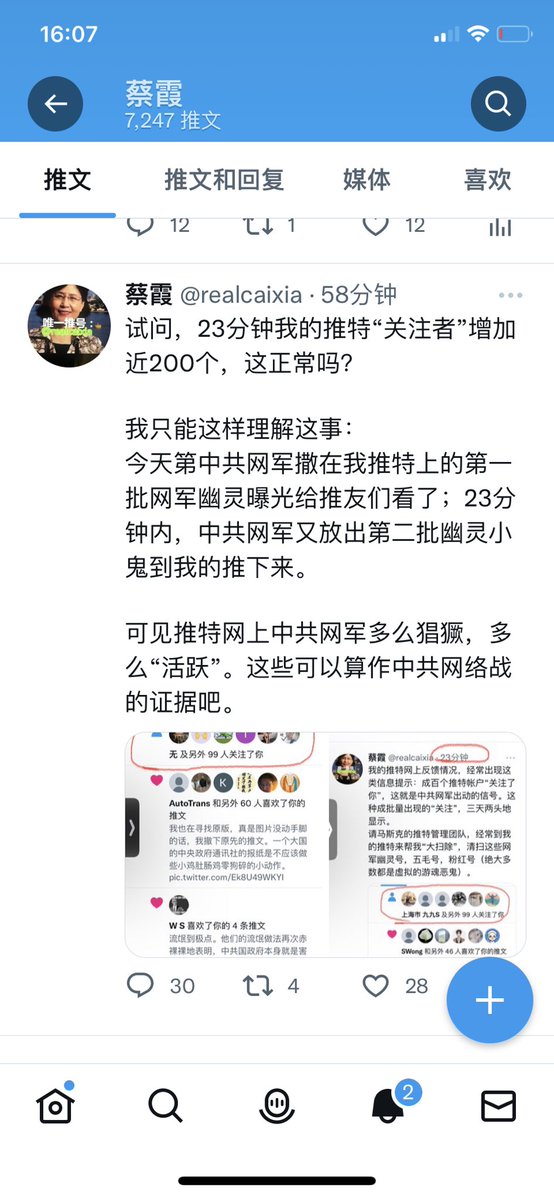 16:07
蔡霞
7,247 推文
推文 推文和回复 媒体 喜欢
12 1 12
蔡霞 @realcaixia · 58分钟
试问，23分钟我的推特“关注者”增加
近200个，这正常吗？
我只能这样理解这事：
今天第中共网军撒在我推特上的第一
批网军幽灵曝光给推友们看了；23分
钟内，中共网军又放出第二批幽灵小
鬼到我的推下来。
可见推特网上中共网军多么猖獗，多
么“活跃”。这些可以算作中共网络战
的证据吧。
唯一推号：
无 及另外 99 人关注了你
AutoTrans 和另外 60 人喜欢了你的
推文
我也在寻找原版，真是图片没动手脚
的话，我撤下原先的推文。一个大国
的中央政府通讯社的报纸是不应该做
些小鸡肚肠鸡零狗碎的小动作。
pic.twitter.com/Ek8U49WKYI
W S 喜欢了你的 4 条推文
流氓到极点。他们的流氓做法再次赤
裸裸地表明，中共国政府本身就是害
蔡霞 @realcaixia · 23分钟
我的推特网上反馈情况，经常出现这
类信息提示：成百个推特帐户“关注了
你”，这就是中共网军出动的信号。这
种成批量出现的“关注”，三天两头地
显示。
请马斯克的推特管理团队，经常到我
的推特来帮我“大扫除”，清扫这些网
军幽灵号，五毛号，粉红号（绝大多
数都是虚拟的游魂恶鬼）。
上海市 九九S 及另外 99 人关注了你
SWong 和另外 46 人喜欢了你的推文
30 4 28
2